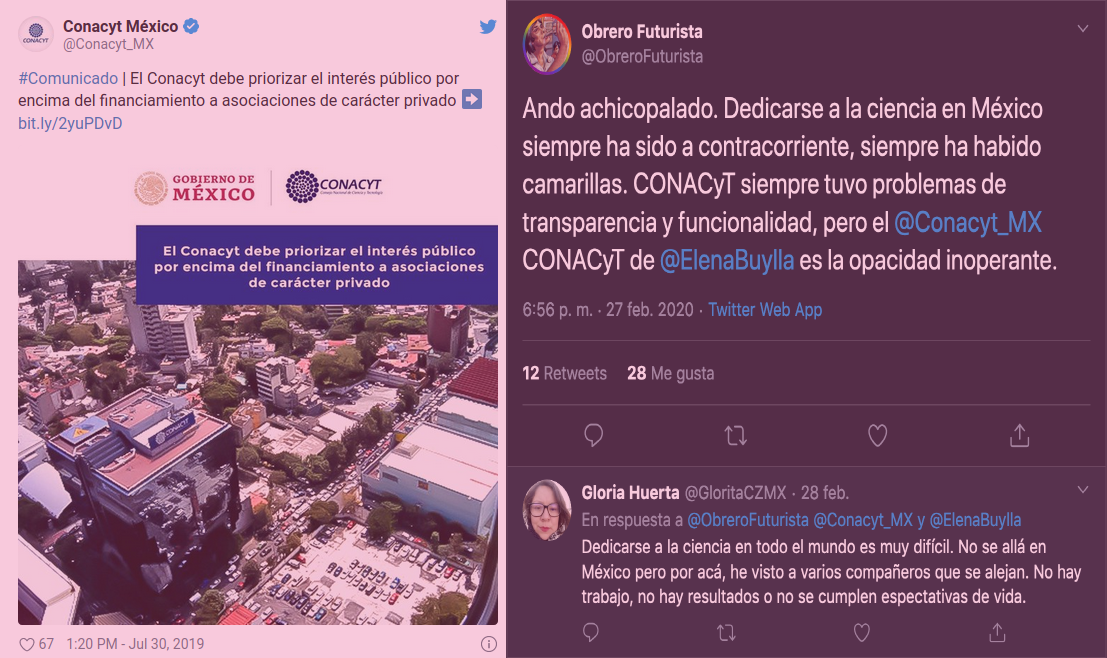 Conacyt México
@Conacyt_MX
#Comunicado | El Conacyt debe priorizar el interés público por
encima del financiamiento a asociaciones de carácter privado
bit.ly/2yuPDvD
GOBIERNO DE
MÉXICO
CONACYT
Consejo Nacional de Ciencia y Tecnología
El Conacyt debe priorizar el interés público
por encima del financiamiento a asociaciones
de carácter privado
CONACYT
67 1:20 PM - Jul 30, 2019
Obrero Futurista
@ObreroFuturista
Ando achicopalado. Dedicarse a la ciencia en México
siempre ha sido a contracorriente, siempre ha habido
camarillas. CONACyT siempre tuvo problemas de
transparencia y funcionalidad, pero el @Conacyt_MX
CONACyT de @ElenaBuylla es la opacidad inoperante.
6:56 p. m. · 27 feb. 2020 · Twitter Web App
12 Retweets 28 Me gusta
Gloria Huerta @GloritaCZMX · 28 feb.
En respuesta a @ObreroFuturista @Conacyt_MX y @ElenaBuylla
Dedicarse a la ciencia en todo el mundo es muy difícil. No se allá en
México pero por acá, he visto a varios compañeros que se alejan. No hay
trabajo, no hay resultados o no se cumplen espectativas de vida.